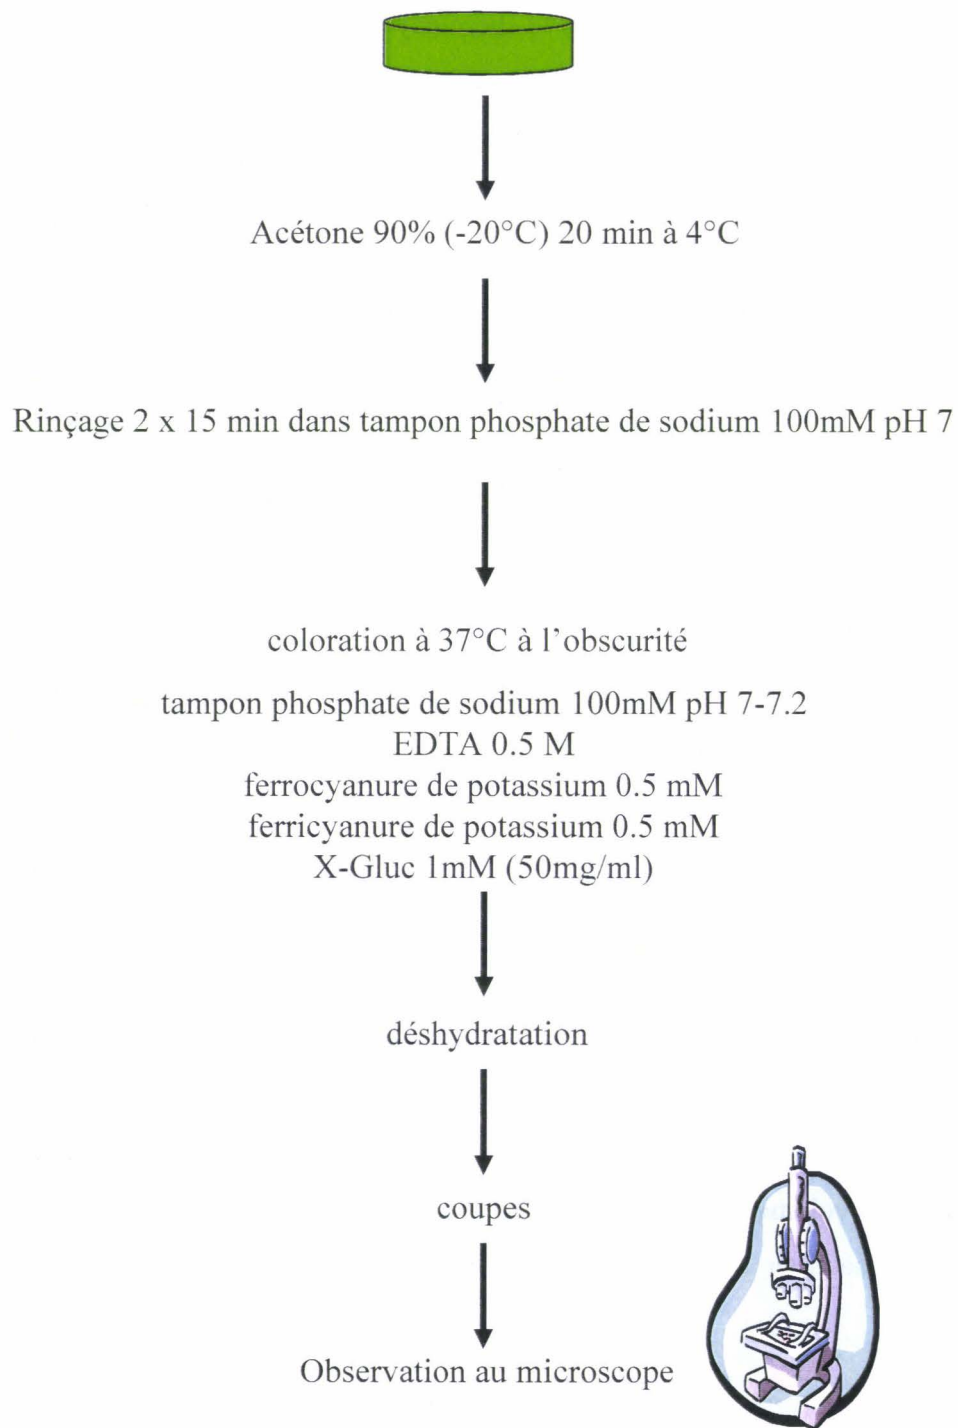 Acétone 90% (-20°C) 20 min à 4°C
Rinçage 2 x 15 min dans tampon phosphate de sodium 100mM pH 7
coloration à 37°C à l'obscurité
tampon phosphate de sodium 100mM pH 7-7.2
EDTA 0.5 M
ferrocyanure de potassium 0.5 mM
ferricyanure de potassium 0.5 mM
X-Gluc 1mM (50mg/ml)
déshydratation
coupes
Observation au microscope